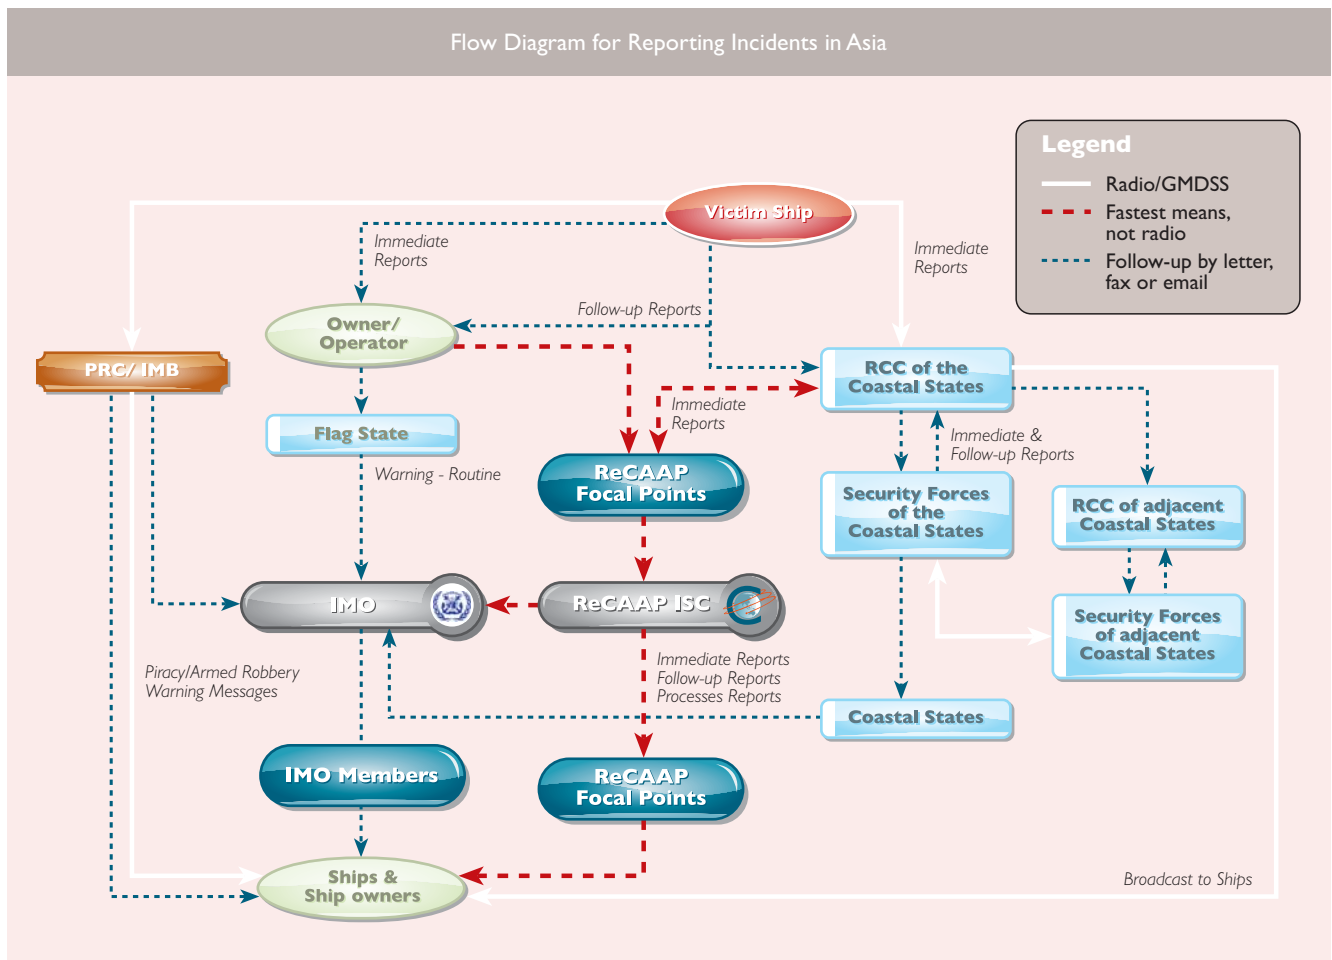 Flow Diagram for Reporting Incidents in Asia
Legend
Radio/GMDSS
Fastest means,
not radio
Follow-up by letter,
fax or email
Victim Ship
Immediate
Reports
Immediate
Reports
Follow-up Reports
Owner/
Operator
PRC/ IMB
RCC of the
Coastal States
Immediate
Reports
Flag State
Immediate &
Follow-up Reports
Warning - Routine
ReCAAP
Focal Points
Security Forces
of the
Coastal States
RCC of adjacent
Coastal States
IMO
ReCAAP ISC
Security Forces
of adjacent
Coastal States
Piracy/Armed Robbery
Warning Messages
Immediate Reports
Follow-up Reports
Processes Reports
Coastal States
IMO Members
ReCAAP
Focal Points
Ships &
Ship owners
Broadcast to Ships